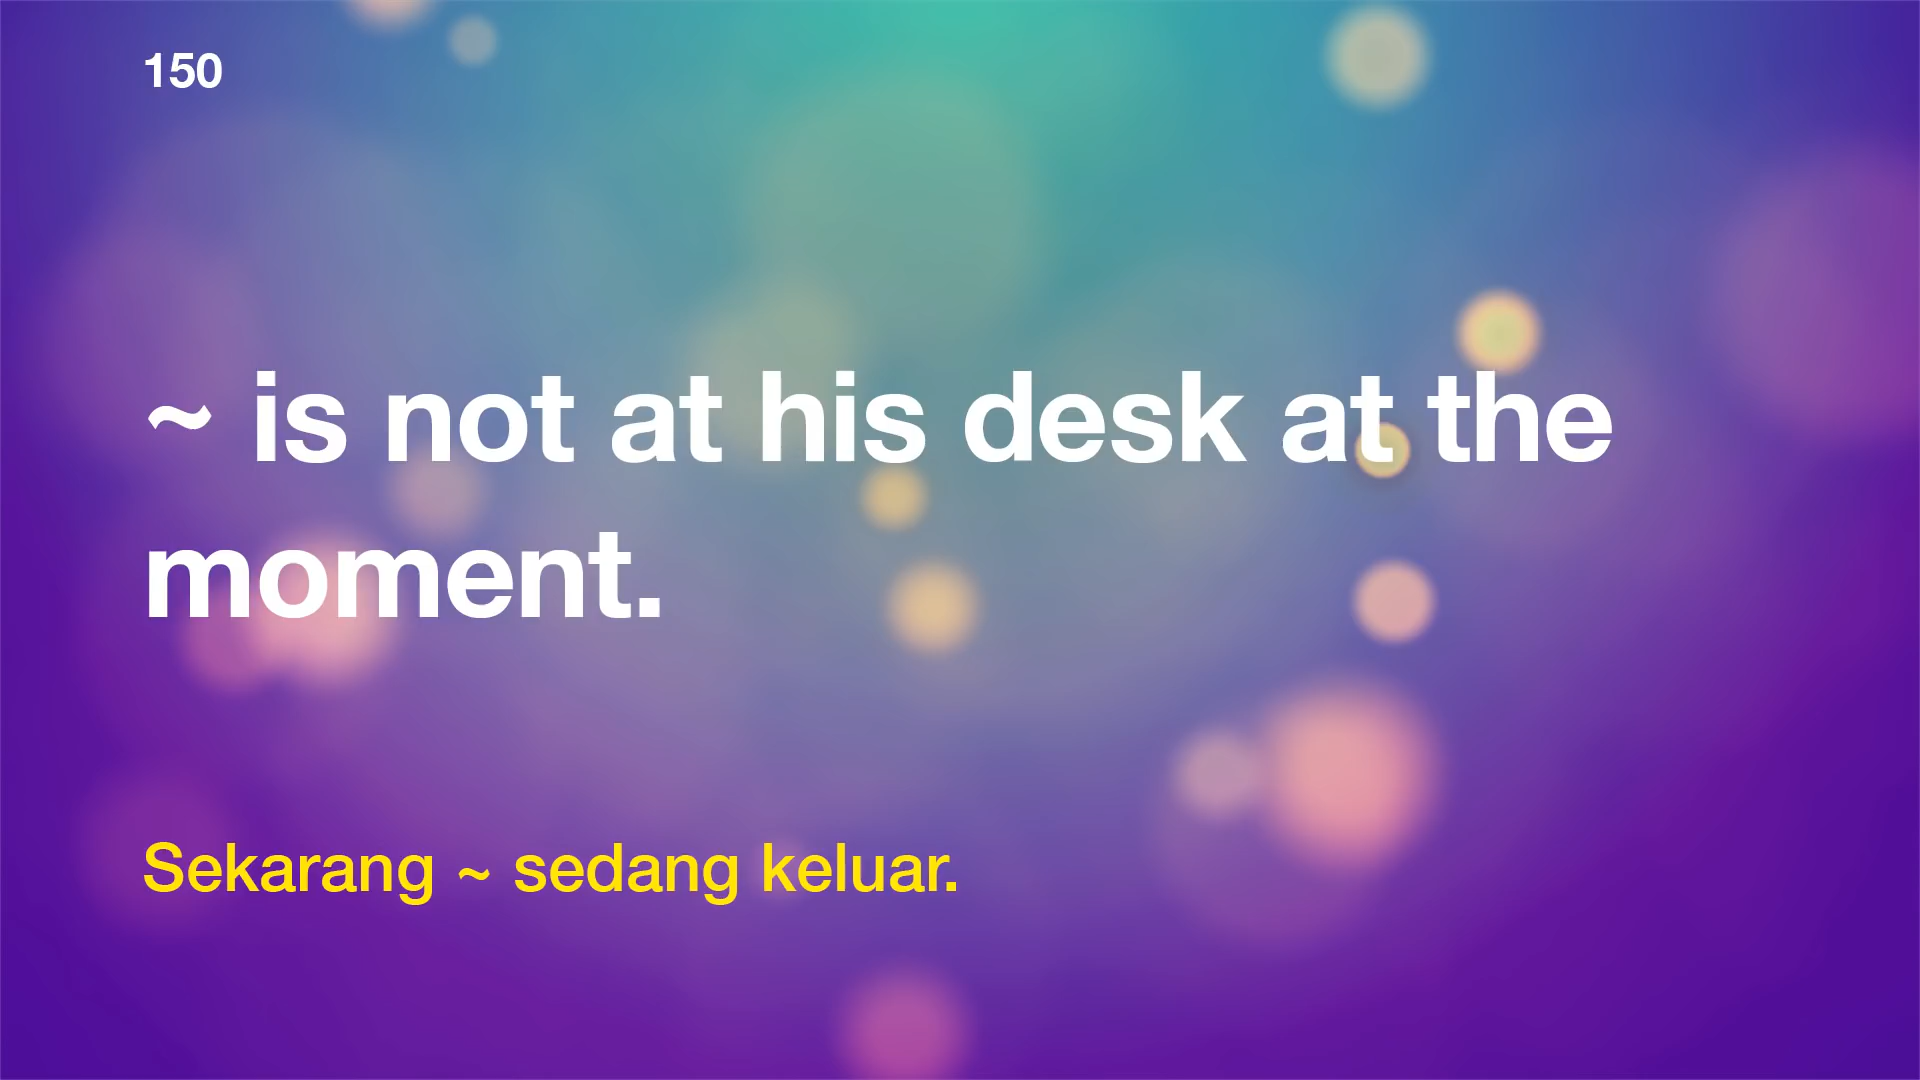 150
~ is not at his desk at the
moment.
Sekarang ~ sedang keluar.